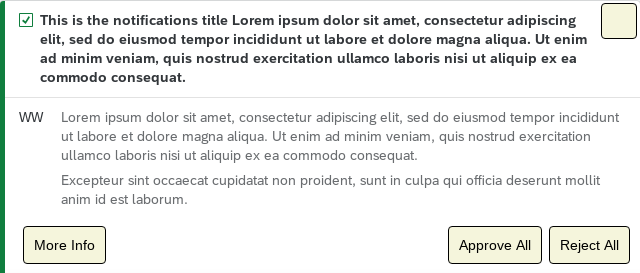 This is the notifications title Lorem ipsum dolor sit amet, consectetur adipiscing
elit, sed do eiusmod tempor incididunt ut labore et dolore magna aliqua. Ut enim
ad minim veniam, quis nostrud exercitation ullamco laboris nisi ut aliquip ex ea
commodo consequat.
WW
Lorem ipsum dolor sit amet, consectetur adipiscing elit, sed do eiusmod tempor incididunt
ut labore et dolore magna aliqua. Ut enim ad minim veniam, quis nostrud exercitation
ullamco laboris nisi ut aliquip ex ea commodo consequat.
Excepteur sint occaecat cupidatat non proident, sunt in culpa qui officia deserunt mollit
anim id est laborum.
More Info
Approve All
Reject All